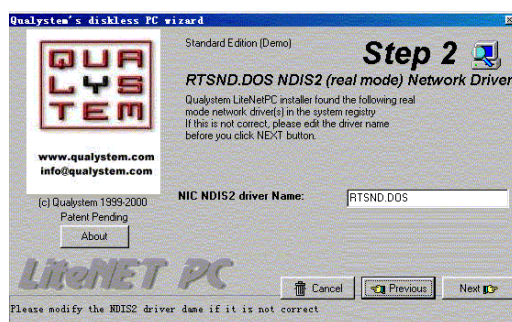 Qualystem's diskless PC wizard
QUA
LYS
TEM
www.qualystem.com
info@qualystem.com
(c) Qualystem 1999-2000
Patent Pending
About
Standard Edition (Demo)
Step 2
RTSND.DOS NDIS2 (real mode) Network Driver
Qualystem LiteNetPC installer found the following real
mode network driver(s) in the system registry
If this is not correct, please edit the driver name
before you click NEXT button.
NIC NDIS2 driver Name:
RTSND.DOS
LiteNET PC
Cancel
Previous
Next
Please modify the NDIS2 driver dame if it is not correct